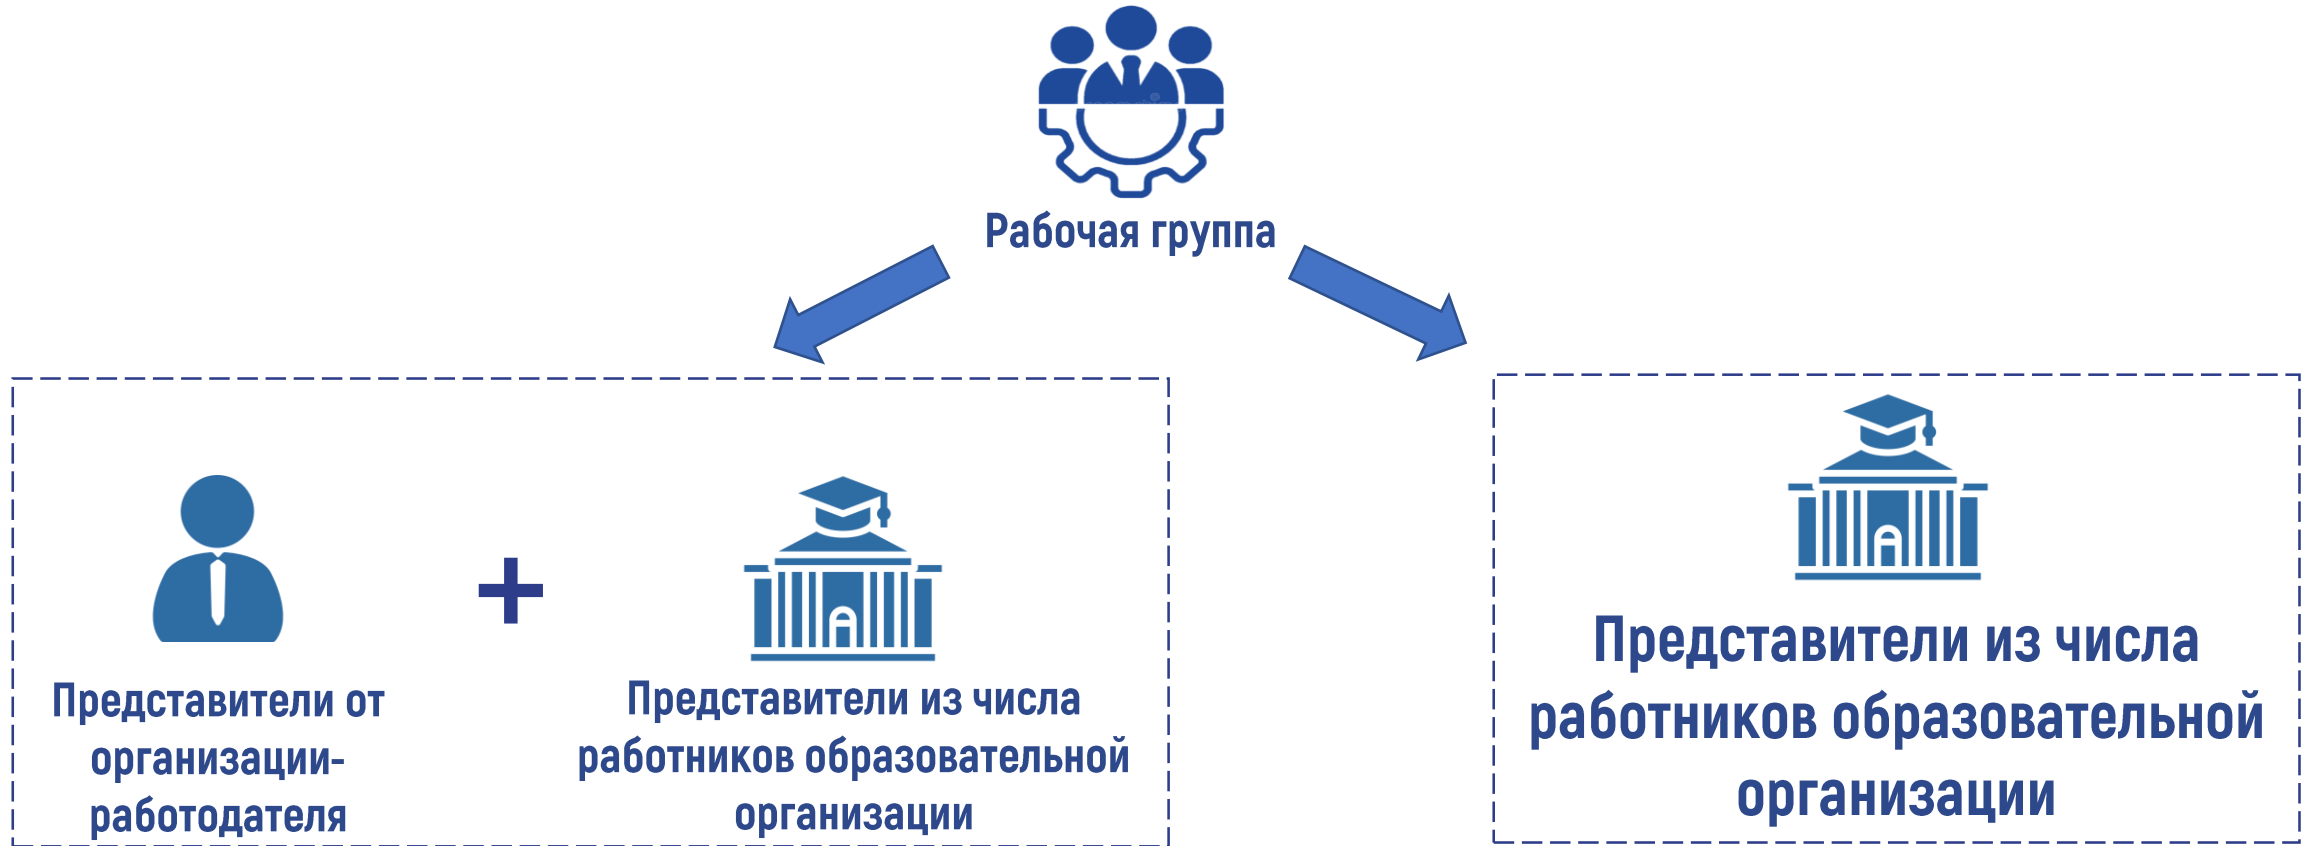 Рабочая группа
Представители от
организации-
работодателя
+
Представители из числа
работников образовательной
организации
Представители из числа
работников образовательной
организации